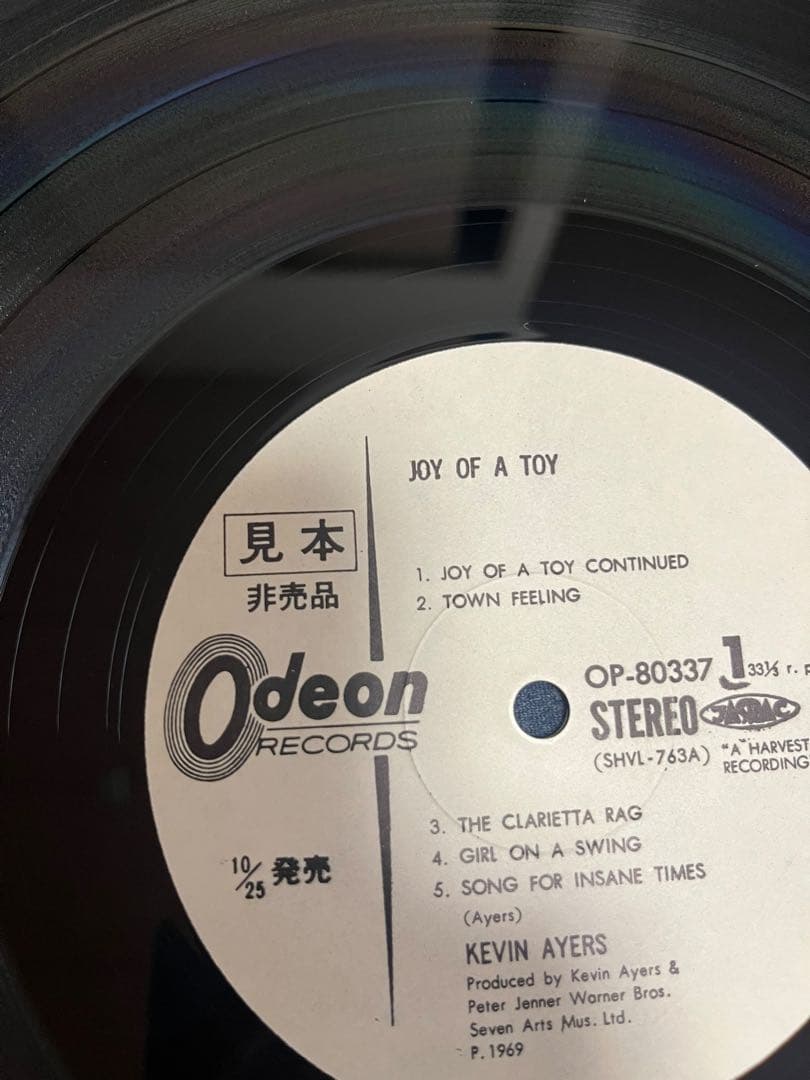 JOY OF A TOY
見本
非売品
1. JOY OF A TOY CONTINUED
2. TOWN FEELING
Odeon
RECORDS
OP-80337 1 33⅓ r.
STEREO JASRAC
(SHVL-763A) "A HARVEST
RECORDING
3. THE CLARIETTA RAG
4. GIRL ON A SWING
5. SONG FOR INSANE TIMES
(Ayers)
10/25 発売
KEVIN AYERS
Produced by Kevin Ayers &
Peter Jenner Warner Bros.
Seven Arts Mus. Ltd.
P.1969